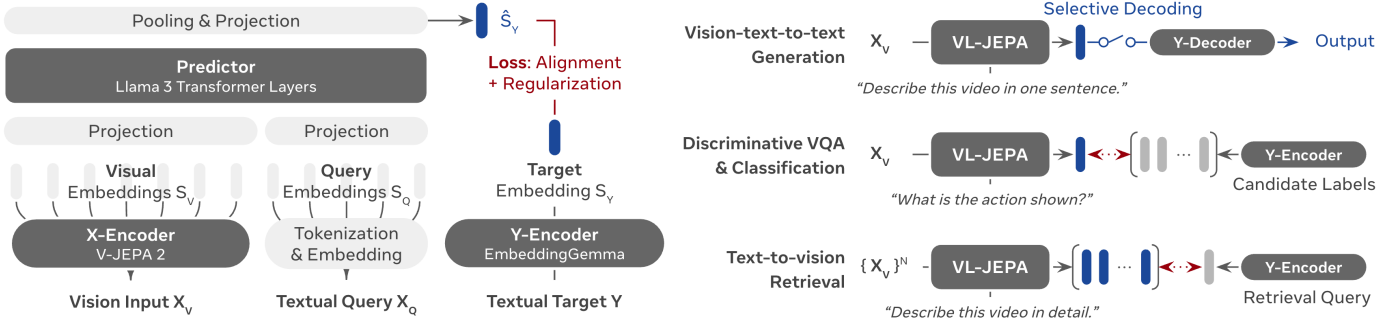 Pooling & Projection
Ŝ_Y
Predictor
Llama 3 Transformer Layers
Loss: Alignment
+ Regularization
Projection
Projection
Visual
Embeddings S_V
Query
Embeddings S_Q
Target
Embedding S_Y
X-Encoder
V-JEPA 2
Tokenization
& Embedding
Y-Encoder
EmbeddingGemma
Vision Input X_V
Textual Query X_Q
Textual Target Y
Selective Decoding
Vision-text-to-text
Generation
X_V
VL-JEPA
Y-Decoder
Output
“Describe this video in one sentence.”
Discriminative VQA
& Classification
X_V
VL-JEPA
...
Y-Encoder
Candidate Labels
“What is the action shown?”
Text-to-vision
Retrieval
{ X_V }^N
VL-JEPA
...
Y-Encoder
Retrieval Query
“Describe this video in detail.”